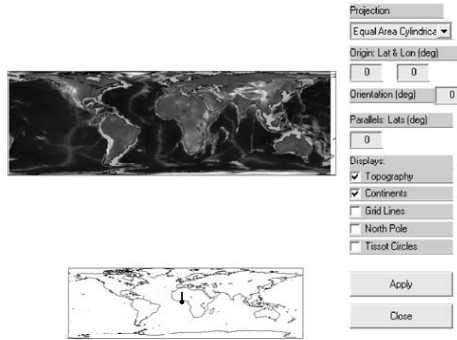 Projection
Equal Area Cylindrica
Origin: Lat & Lon (deg)
0 0
Orientation (deg) 0
Parallels: Lats (deg)
0
Displays:
Topography
Continents
Grid Lines
North Pole
Tissot Circles
Apply
Close